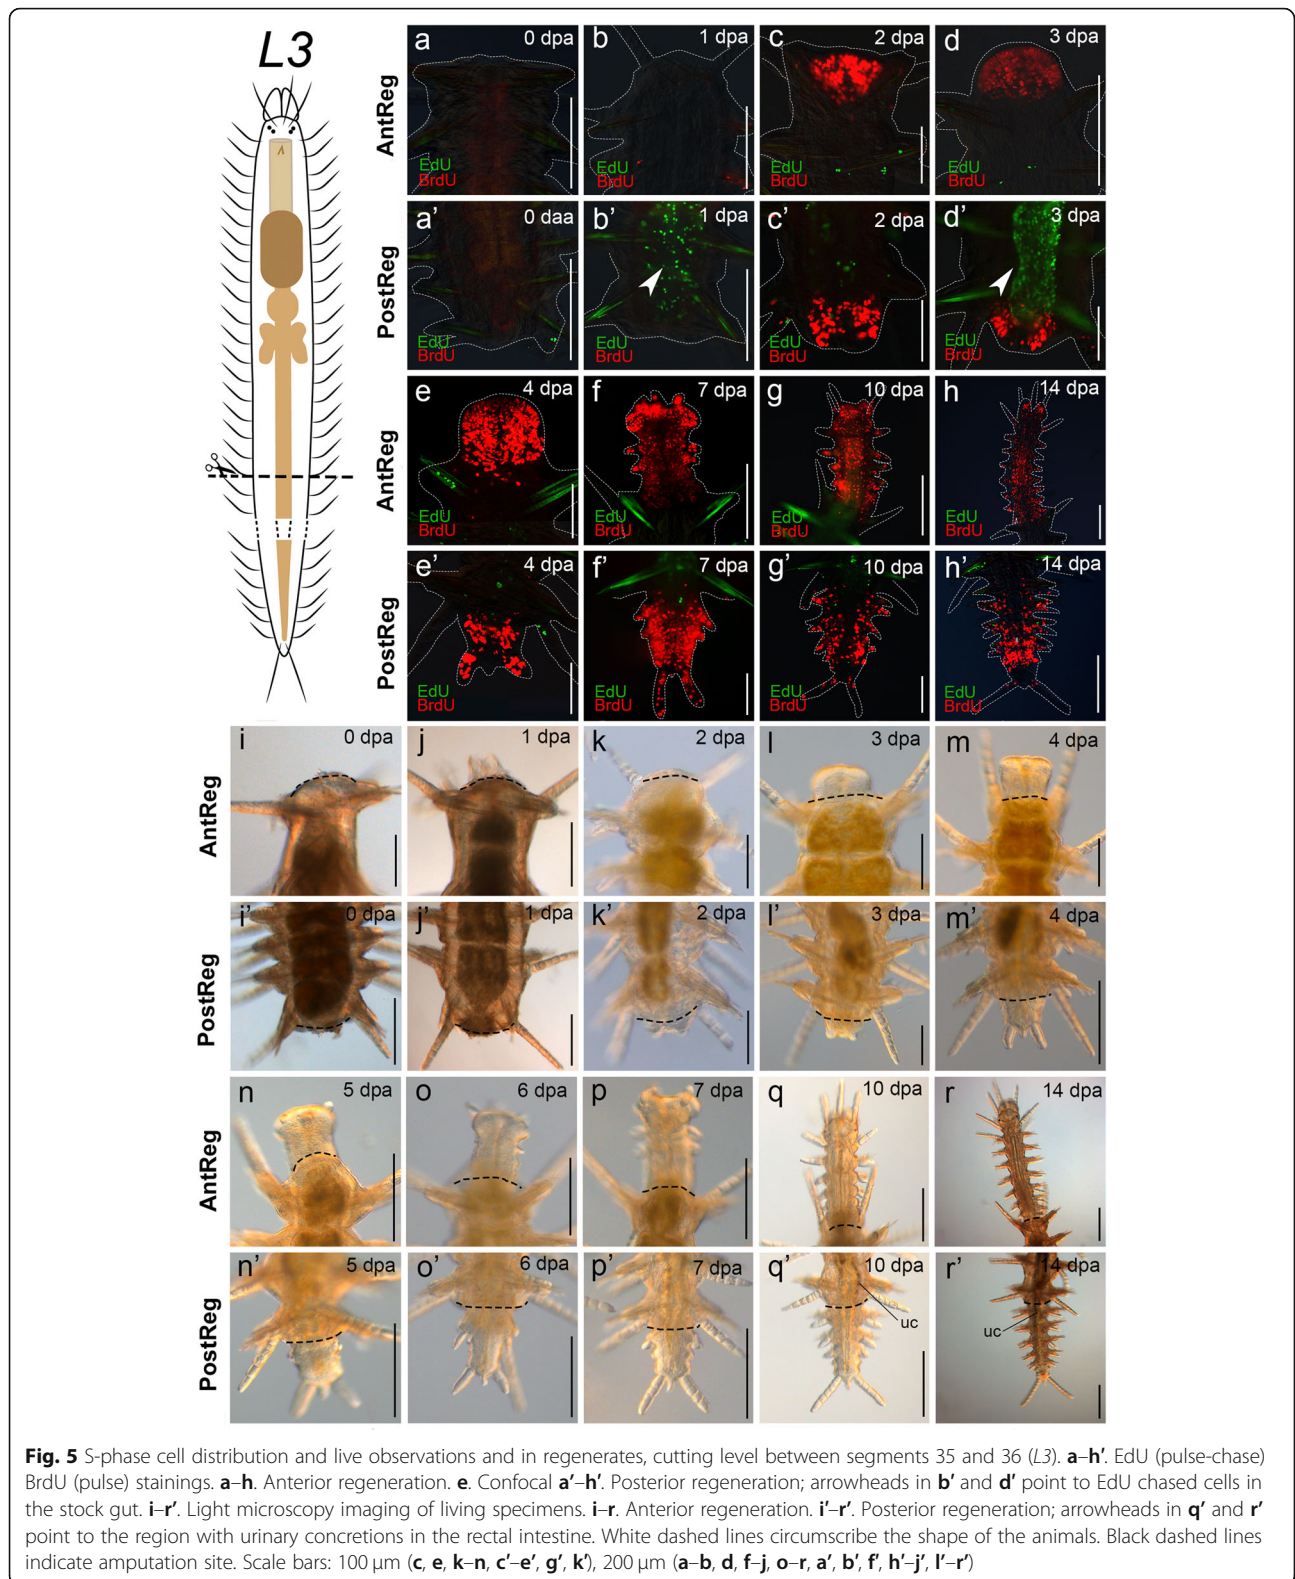 L3
AntReg
a 0 dpa
EdU
BrdU
b 1 dpa
EdU
BrdU
c 2 dpa
EdU
BrdU
d 3 dpa
EdU
BrdU
PostReg
a' 0 daa
EdU
BrdU
b' 1 dpa
EdU
BrdU
c' 2 dpa
EdU
BrdU
d' 3 dpa
EdU
BrdU
AntReg
e 4 dpa
EdU
BrdU
f 7 dpa
EdU
BrdU
g 10 dpa
EdU
BrdU
h 14 dpa
EdU
BrdU
PostReg
e' 4 dpa
EdU
BrdU
f' 7 dpa
EdU
BrdU
g' 10 dpa
EdU
BrdU
h' 14 dpa
EdU
BrdU
AntReg
i 0 dpa
j 1 dpa
k 2 dpa
l 3 dpa
m 4 dpa
PostReg
i' 0 dpa
j' 1 dpa
k' 2 dpa
l' 3 dpa
m' 4 dpa
AntReg
n 5 dpa
o 6 dpa
p 7 dpa
q 10 dpa
r 14 dpa
PostReg
n' 5 dpa
o' 6 dpa
p' 7 dpa
q' 10 dpa
uc
r' 14 dpa
uc
Fig. 5 S-phase cell distribution and live observations and in regenerates, cutting level between segments 35 and 36 (L3). a–h′. EdU (pulse-chase)
BrdU (pulse) stainings. a–h. Anterior regeneration. e. Confocal a′–h′. Posterior regeneration; arrowheads in b′ and d′ point to EdU chased cells in
the stock gut. i–r′. Light microscopy imaging of living specimens. i–r. Anterior regeneration. i′–r′. Posterior regeneration; arrowheads in q′ and r′
point to the region with urinary concretions in the rectal intestine. White dashed lines circumscribe the shape of the animals. Black dashed lines
indicate amputation site. Scale bars: 100 μm (c, e, k–n, c′–e′, g′, k′), 200 μm (a–b, d, f–j, o–r, a′, b′, f′, h′–j′, l′–r′)